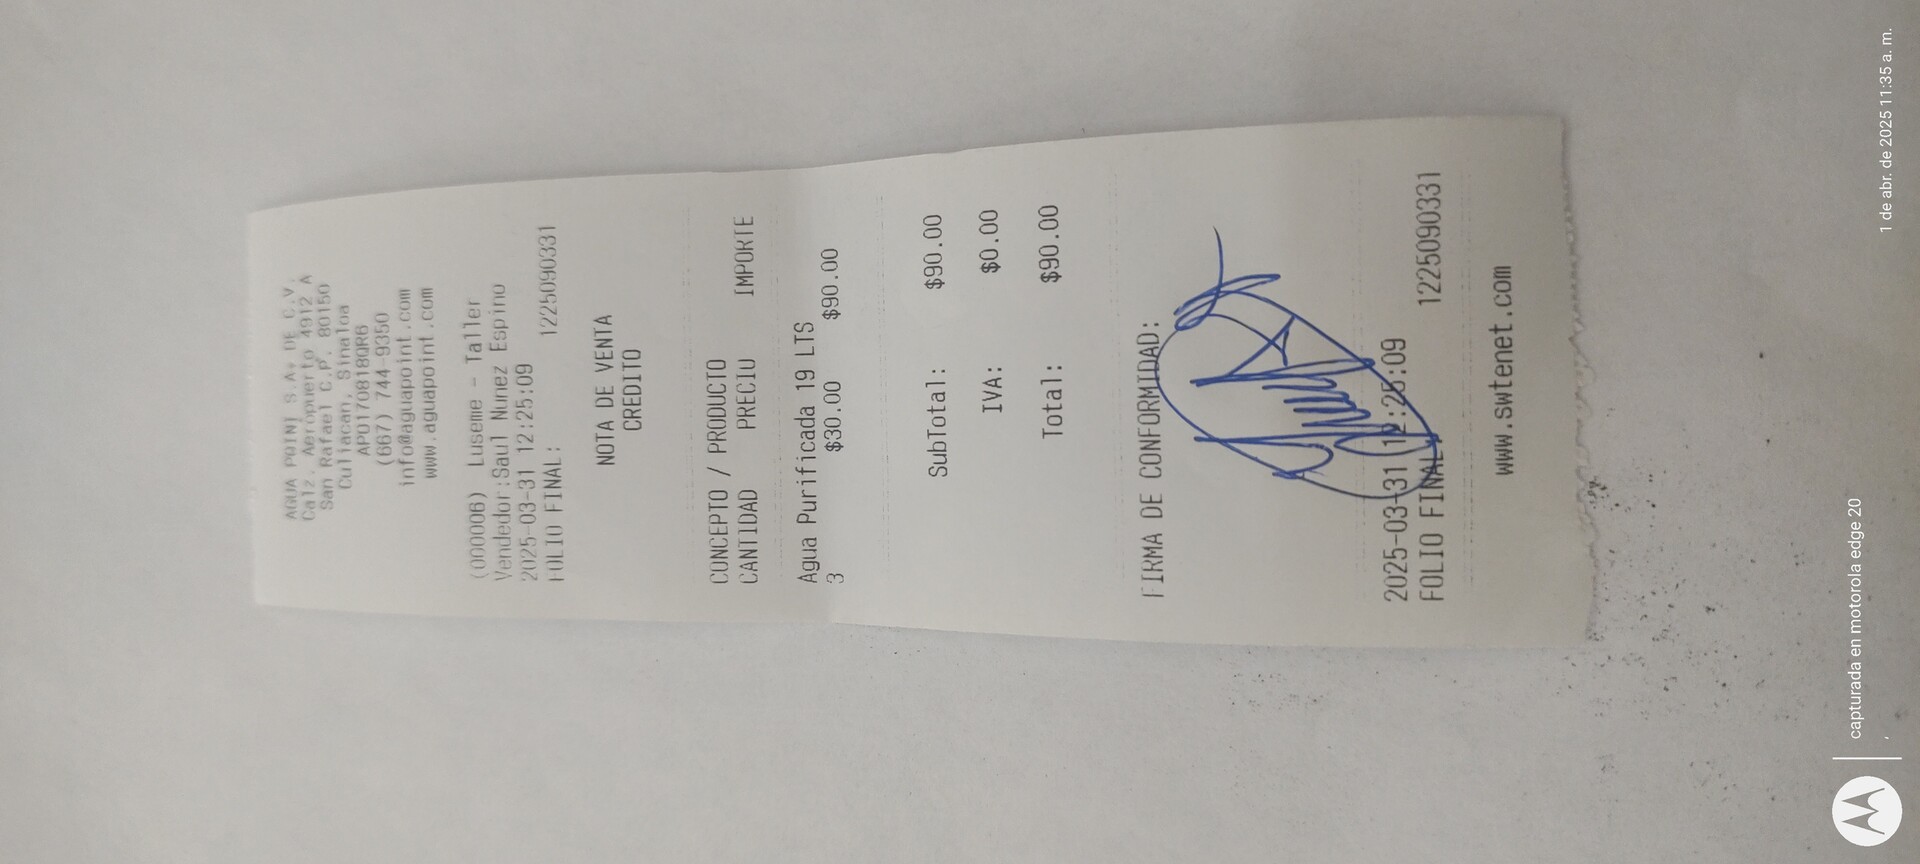 AGUA POINT S.A. DE C.V.
Calz. Aeropuerto 4912 A
San Rafael C.P. 80150
Culiacan, Sinaloa
APO170818QR6
(667) 744-9350
info@aguapoint.com
www.aguapoint.com
(000006) Luseme - Taller
Vendedor:Saul Nunez Espino
2025-03-31 12:25:09
FOLIO FINAL: 1225090331
NOTA DE VENTA
CREDITO
CONCEPTO / PRODUCTO
CANTIDAD PRECIO IMPORTE
Agua Purificada 19 LTS
3 $30.00 $90.00
SubTotal: $90.00
IVA: $0.00
Total: $90.00
FIRMA DE CONFORMIDAD:
2025-03-31 12:25:09
FOLIO FINAL: 1225090331
www.swtenet.com
capturada en motorola edge 20
1 de abr. de 2025 11:35 a. m.